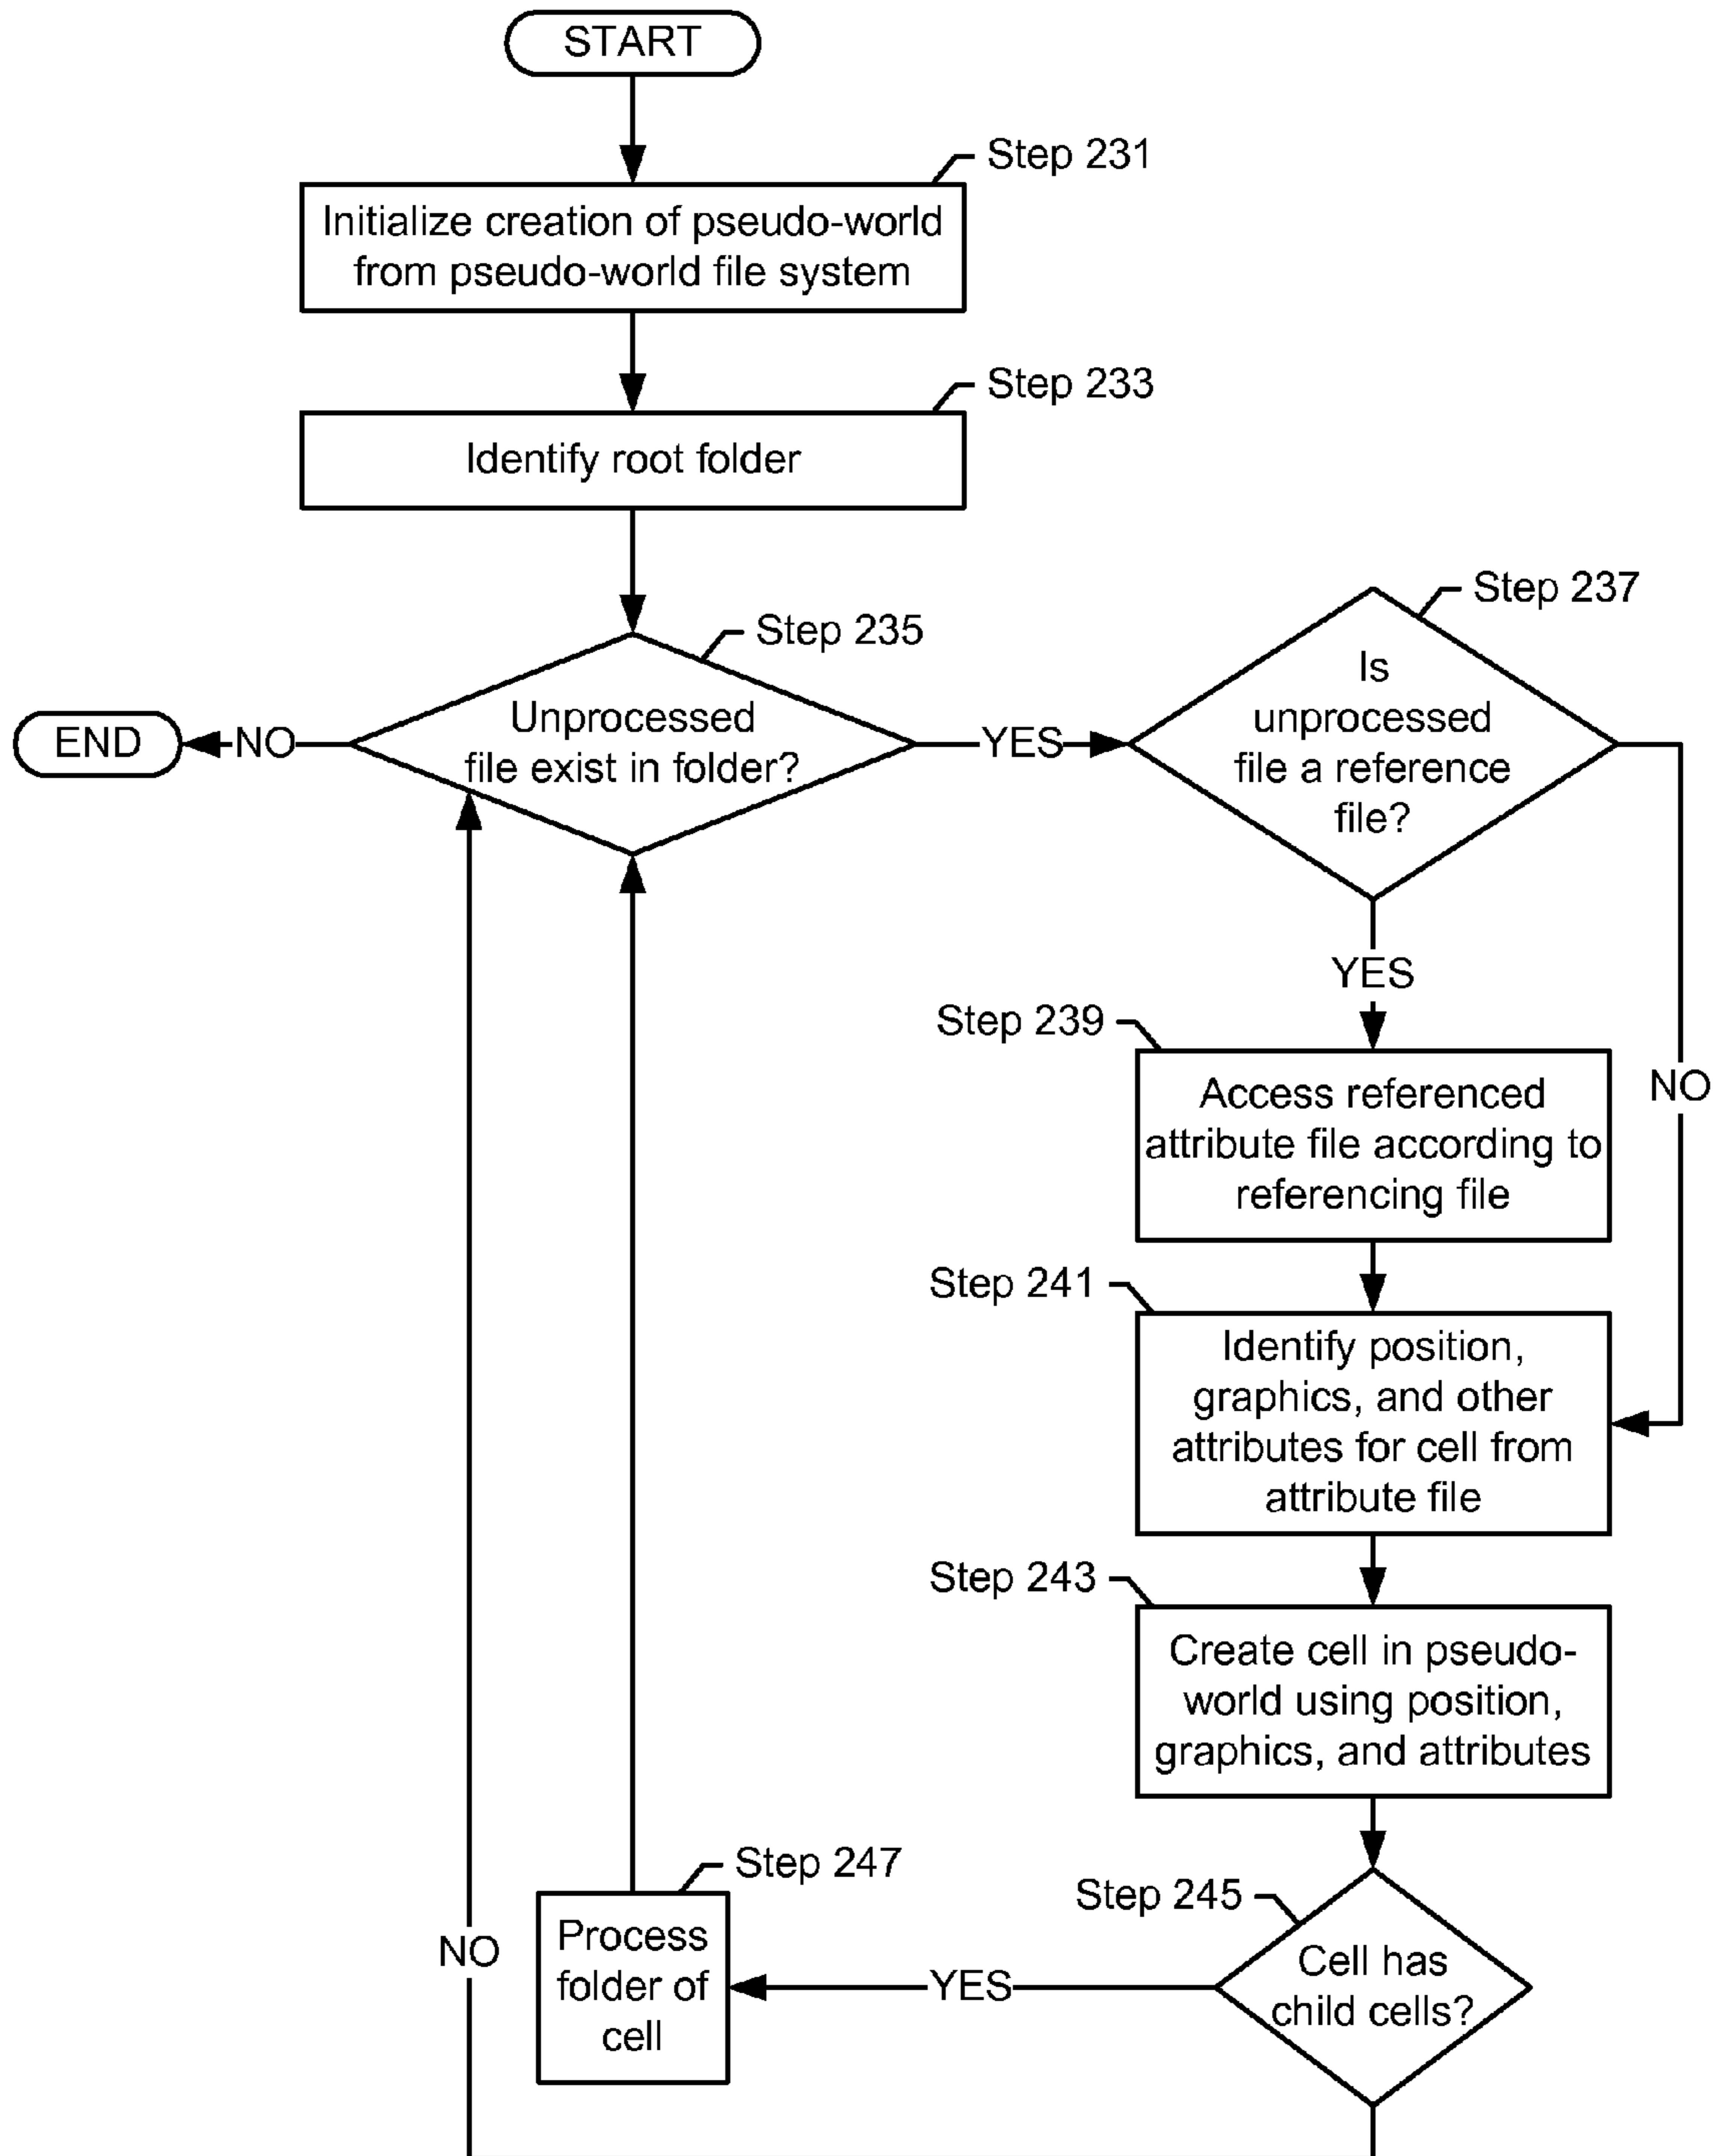 START
Step 231
Initialize creation of pseudo-world
from pseudo-world file system
Step 233
Identify root folder
Step 235
Unprocessed
file exist in folder?
NO
END
YES
Step 237
Is
unprocessed
file a reference
file?
YES
NO
Step 239
Access referenced
attribute file according to
referencing file
Step 241
Identify position,
graphics, and other
attributes for cell from
attribute file
Step 243
Create cell in pseudo-
world using position,
graphics, and attributes
Step 245
Cell has
child cells?
YES
Step 247
Process
folder of
cell
NO